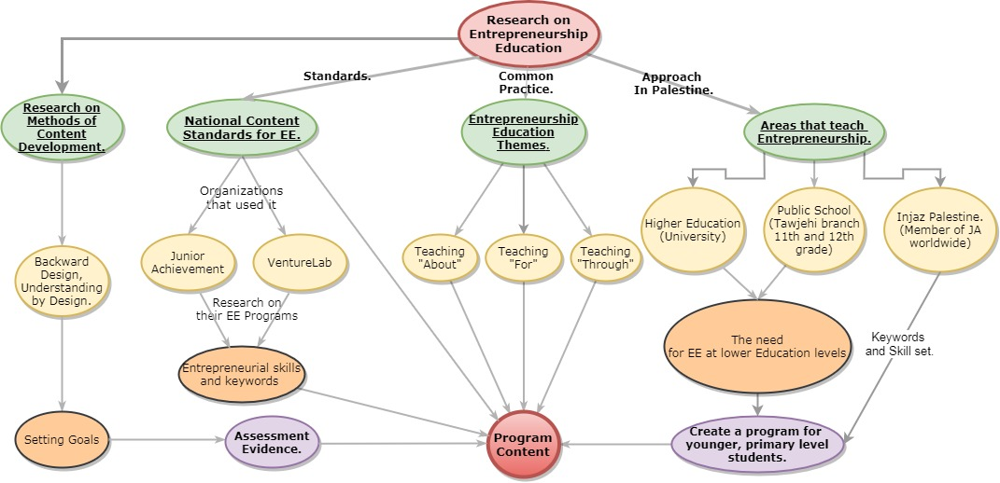 Research on
Entrepreneurship
Education
Standards.
Common
Practice.
Approach
In Palestine.
Research on
Methods of
Content
Development.
National Content
Standards for EE.
Entrepreneurship
Education
Themes.
Areas that teach
Entrepreneurship.
Organizations
that used it
Higher Education
(University)
Public School
(Tawjehi branch
11th and 12th
grade)
Injaz Palestine.
(Member of JA
worldwide)
Backward
Design,
Understanding
by Design.
Junior
Achievement
VentureLab
Teaching
"About"
Teaching
"For"
Teaching
"Through"
Research on
their EE Programs
The need
for EE at lower Education levels
Keywords
and Skill set.
Entrepreneurial skills
and keywords
Setting Goals
Assessment
Evidence.
Program
Content
Create a program for
younger, primary level
students.